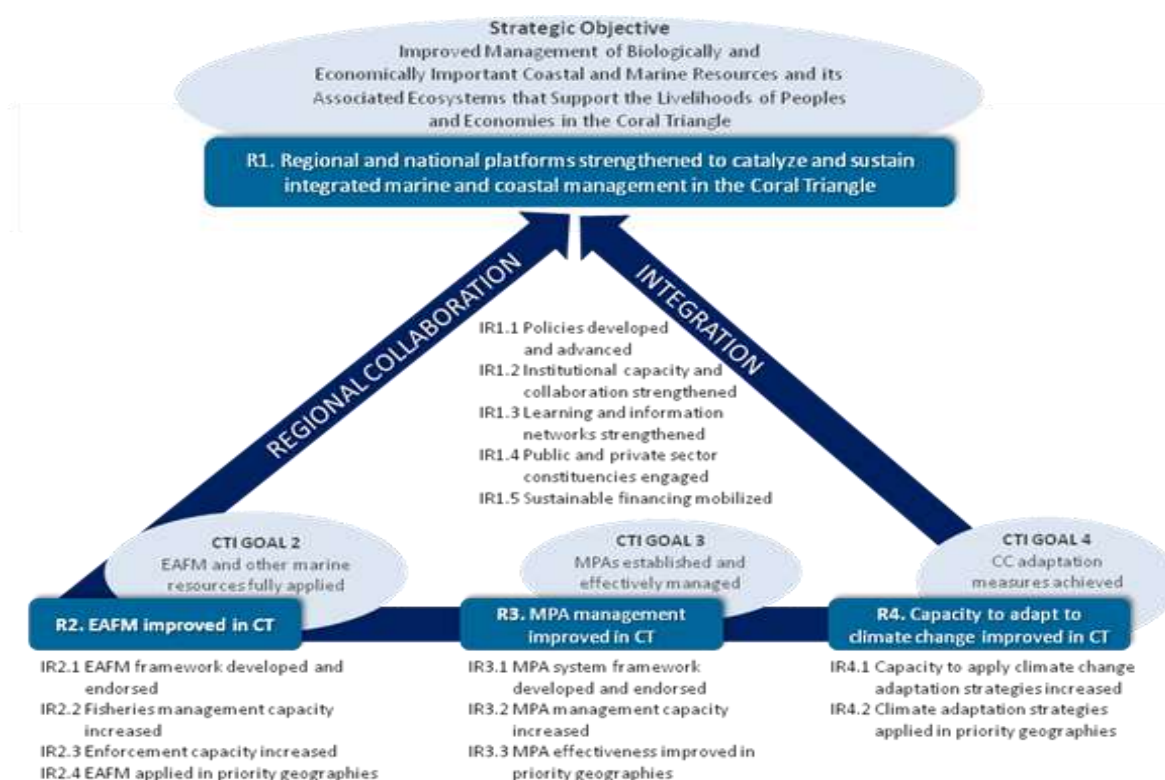 Strategic Objective
Improved Management of Biologically and
Economically Important Coastal and Marine Resources and its
Associated Ecosystems that Support the Livelihoods of Peoples
and Economies in the Coral Triangle
R1. Regional and national platforms strengthened to catalyze and sustain
integrated marine and coastal management in the Coral Triangle
REGIONAL COLLABORATION
INTEGRATION
IR1.1 Policies developed
and advanced
IR1.2 Institutional capacity and
collaboration strengthened
IR1.3 Learning and information
networks strengthened
IR1.4 Public and private sector
constituencies engaged
IR1.5 Sustainable financing mobilized
CTI GOAL 2
EAFM and other marine
resources fully applied
R2. EAFM improved in CT
IR2.1 EAFM framework developed and
endorsed
IR2.2 Fisheries management capacity
increased
IR2.3 Enforcement capacity increased
IR2.4 EAFM applied in priority geographies
CTI GOAL 3
MPAs established and
effectively managed
R3. MPA management
improved in CT
IR3.1 MPA system framework
developed and endorsed
IR3.2 MPA management capacity
increased
IR3.3 MPA effectiveness improved in
priority geographies
CTI GOAL 4
CC adaptation
measures achieved
R4. Capacity to adapt to
climate change improved in CT
IR4.1 Capacity to apply climate change
adaptation strategies increased
IR4.2 Climate adaptation strategies
applied in priority geographies